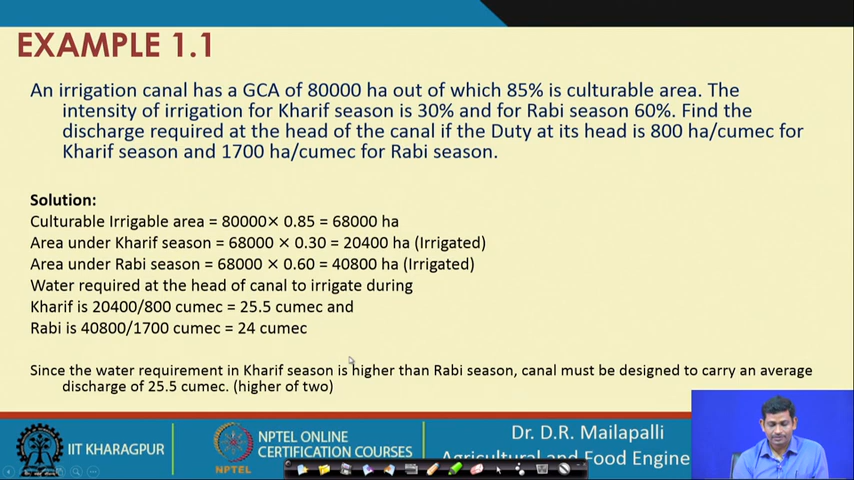 EXAMPLE 1.1
An irrigation canal has a GCA of 80000 ha out of which 85% is culturable area. The
intensity of irrigation for Kharif season is 30% and for Rabi season 60%. Find the
discharge required at the head of the canal if the Duty at its head is 800 ha/cumec for
Kharif season and 1700 ha/cumec for Rabi season.
Solution:
Culturable Irrigable area = 80000× 0.85 = 68000 ha
Area under Kharif season = 68000 × 0.30 = 20400 ha (Irrigated)
Area under Rabi season = 68000 × 0.60 = 40800 ha (Irrigated)
Water required at the head of canal to irrigate during
Kharif is 20400/800 cumec = 25.5 cumec and
Rabi is 40800/1700 cumec = 24 cumec
Since the water requirement in Kharif season is higher than Rabi season, canal must be designed to carry an average
discharge of 25.5 cumec. (higher of two)
IIT KHARAGPUR
NPTEL
NPTEL ONLINE
CERTIFICATION COURSES
Dr. D.R. Mailapalli
Agricultural and Food Engine